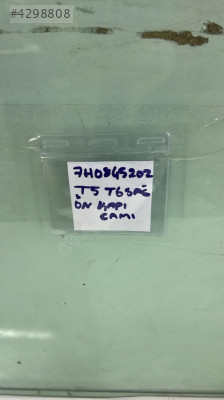 #4298808
7H0845202
T5 T6 SAĞ
ÖN KAPI
CAMI